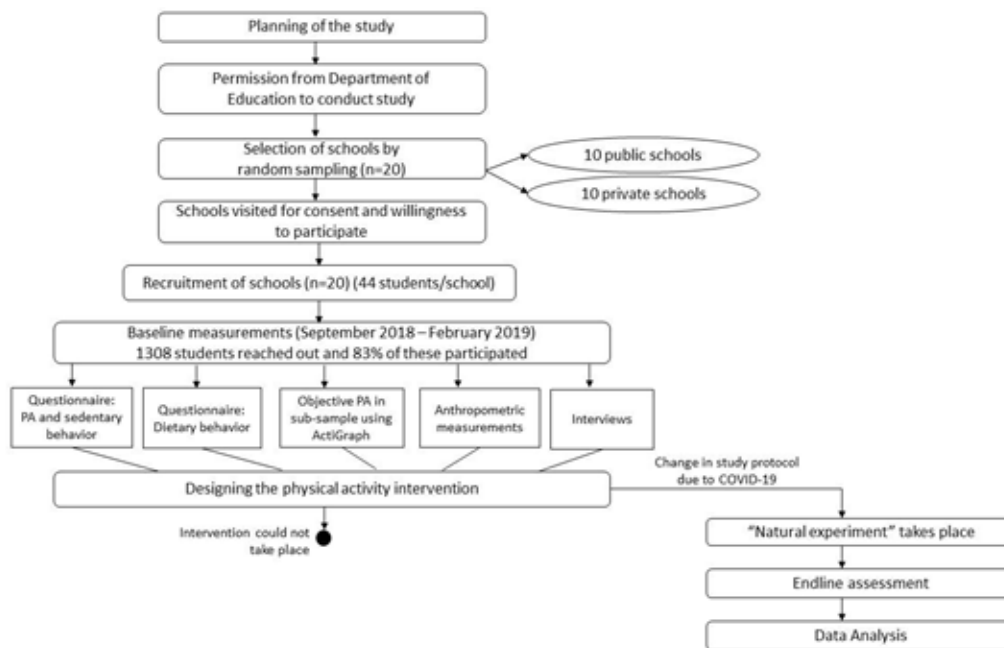 Planning of the study
Permission from Department of
Education to conduct study
Selection of schools by
random sampling (n=20)
10 public schools
10 private schools
Schools visited for consent and willingness
to participate
Recruitment of schools (n=20) (44 students/school)
Baseline measurements (September 2018 – February 2019)
1308 students reached out and 83% of these participated
Questionnaire:
PA and sedentary
behavior
Questionnaire:
Dietary behavior
Objective PA in
sub-sample using
ActiGraph
Anthropometric
measurements
Interviews
Designing the physical activity intervention
Change in study protocol
due to COVID-19
Intervention could not
take place
“Natural experiment” takes place
Endline assessment
Data Analysis